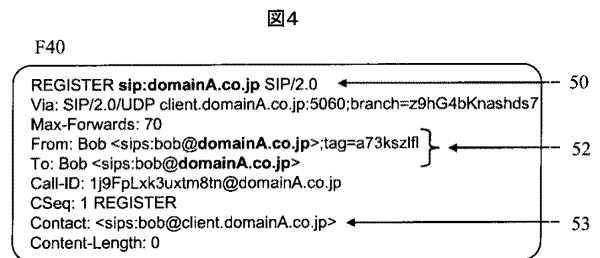 図4
F40
REGISTER sip:domainA.co.jp SIP/2.0
50
Via: SIP/2.0/UDP client.domainA.co.jp:5060;branch=z9hG4bKnashds7
Max-Forwards: 70
From: Bob <sips:bob@domainA.co.jp>;tag=a73kszlfl
52
To: Bob <sips:bob@domainA.co.jp>
Call-ID: 1j9FpLxk3uxtm8tn@domainA.co.jp
CSeq: 1 REGISTER
Contact: <sips:bob@client.domainA.co.jp>
53
Content-Length: 0